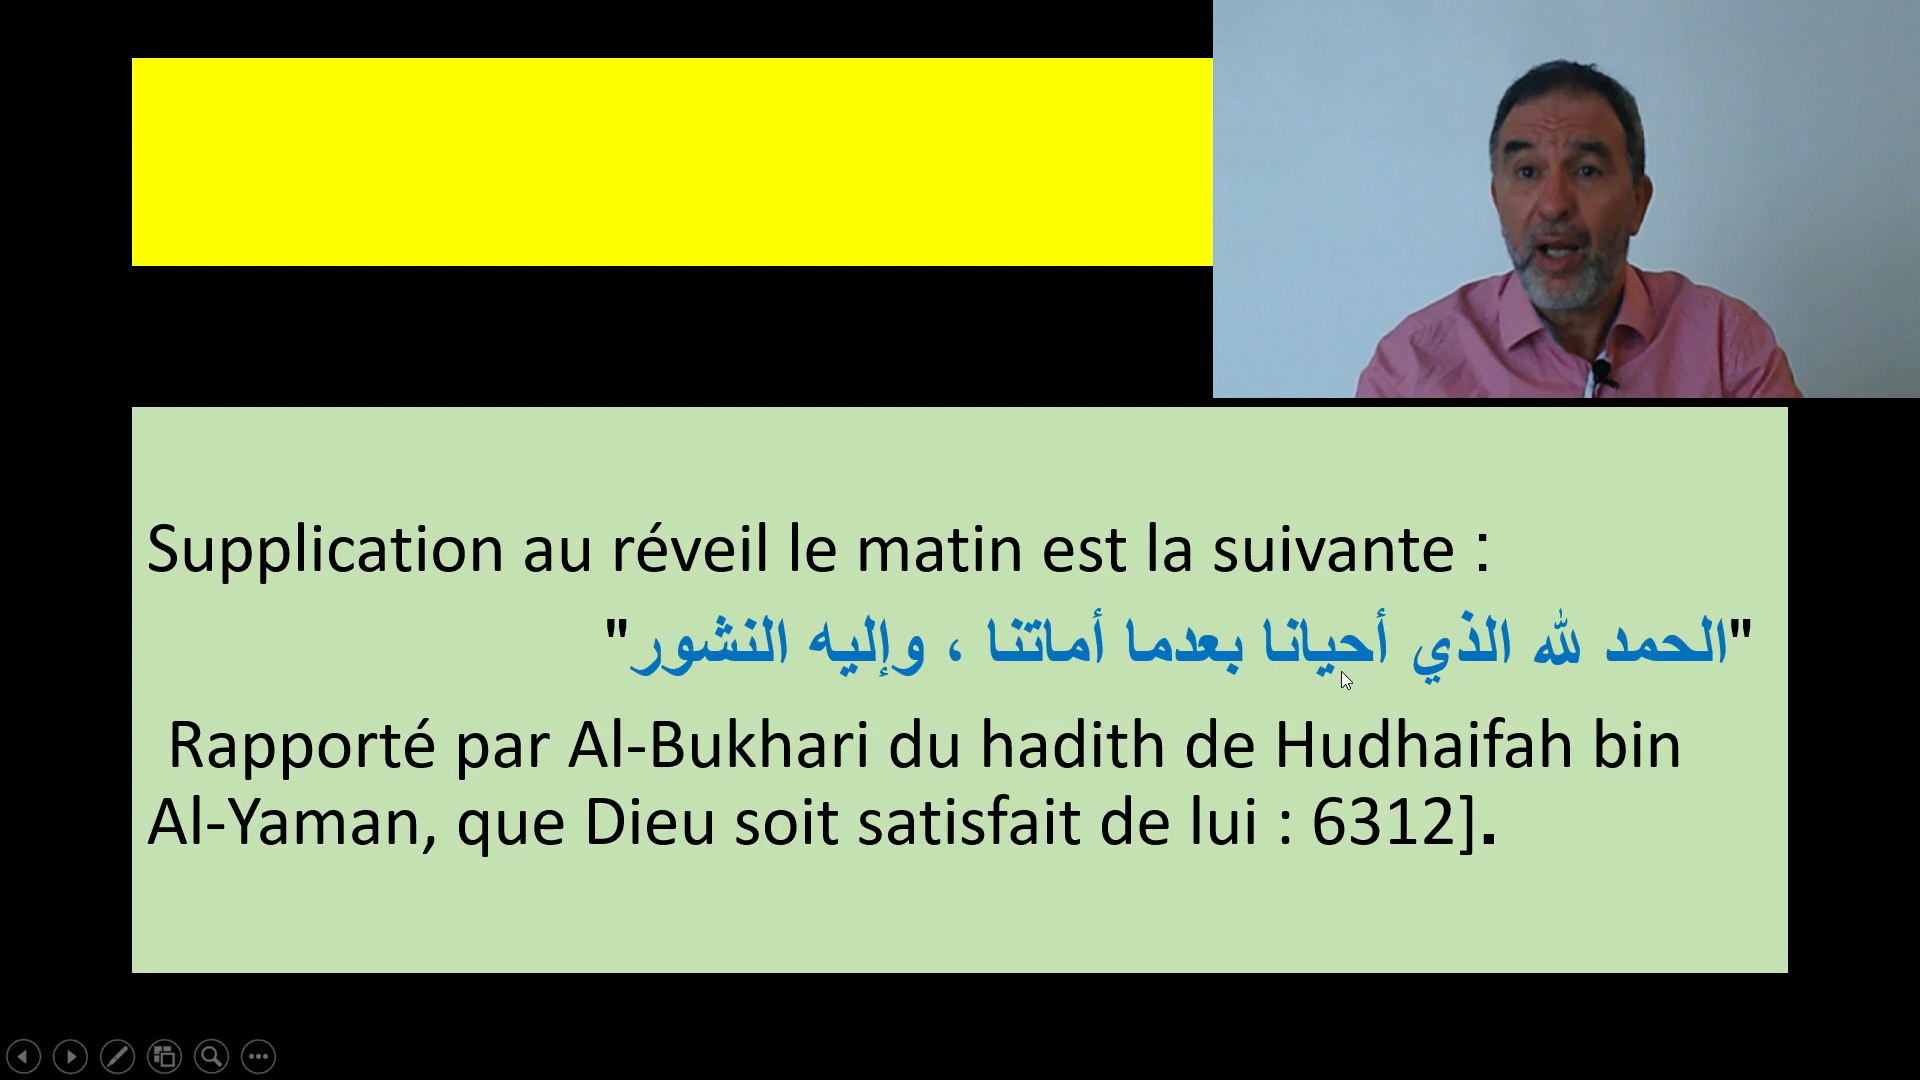 Supplication au réveil le matin est la suivante :
"الحمد لله الذي أحيانا بعدما أماتنا ، وإليه النشور"
Rapporté par Al-Bukhari du hadith de Hudhaifah bin
Al-Yaman, que Dieu soit satisfait de lui : 6312].